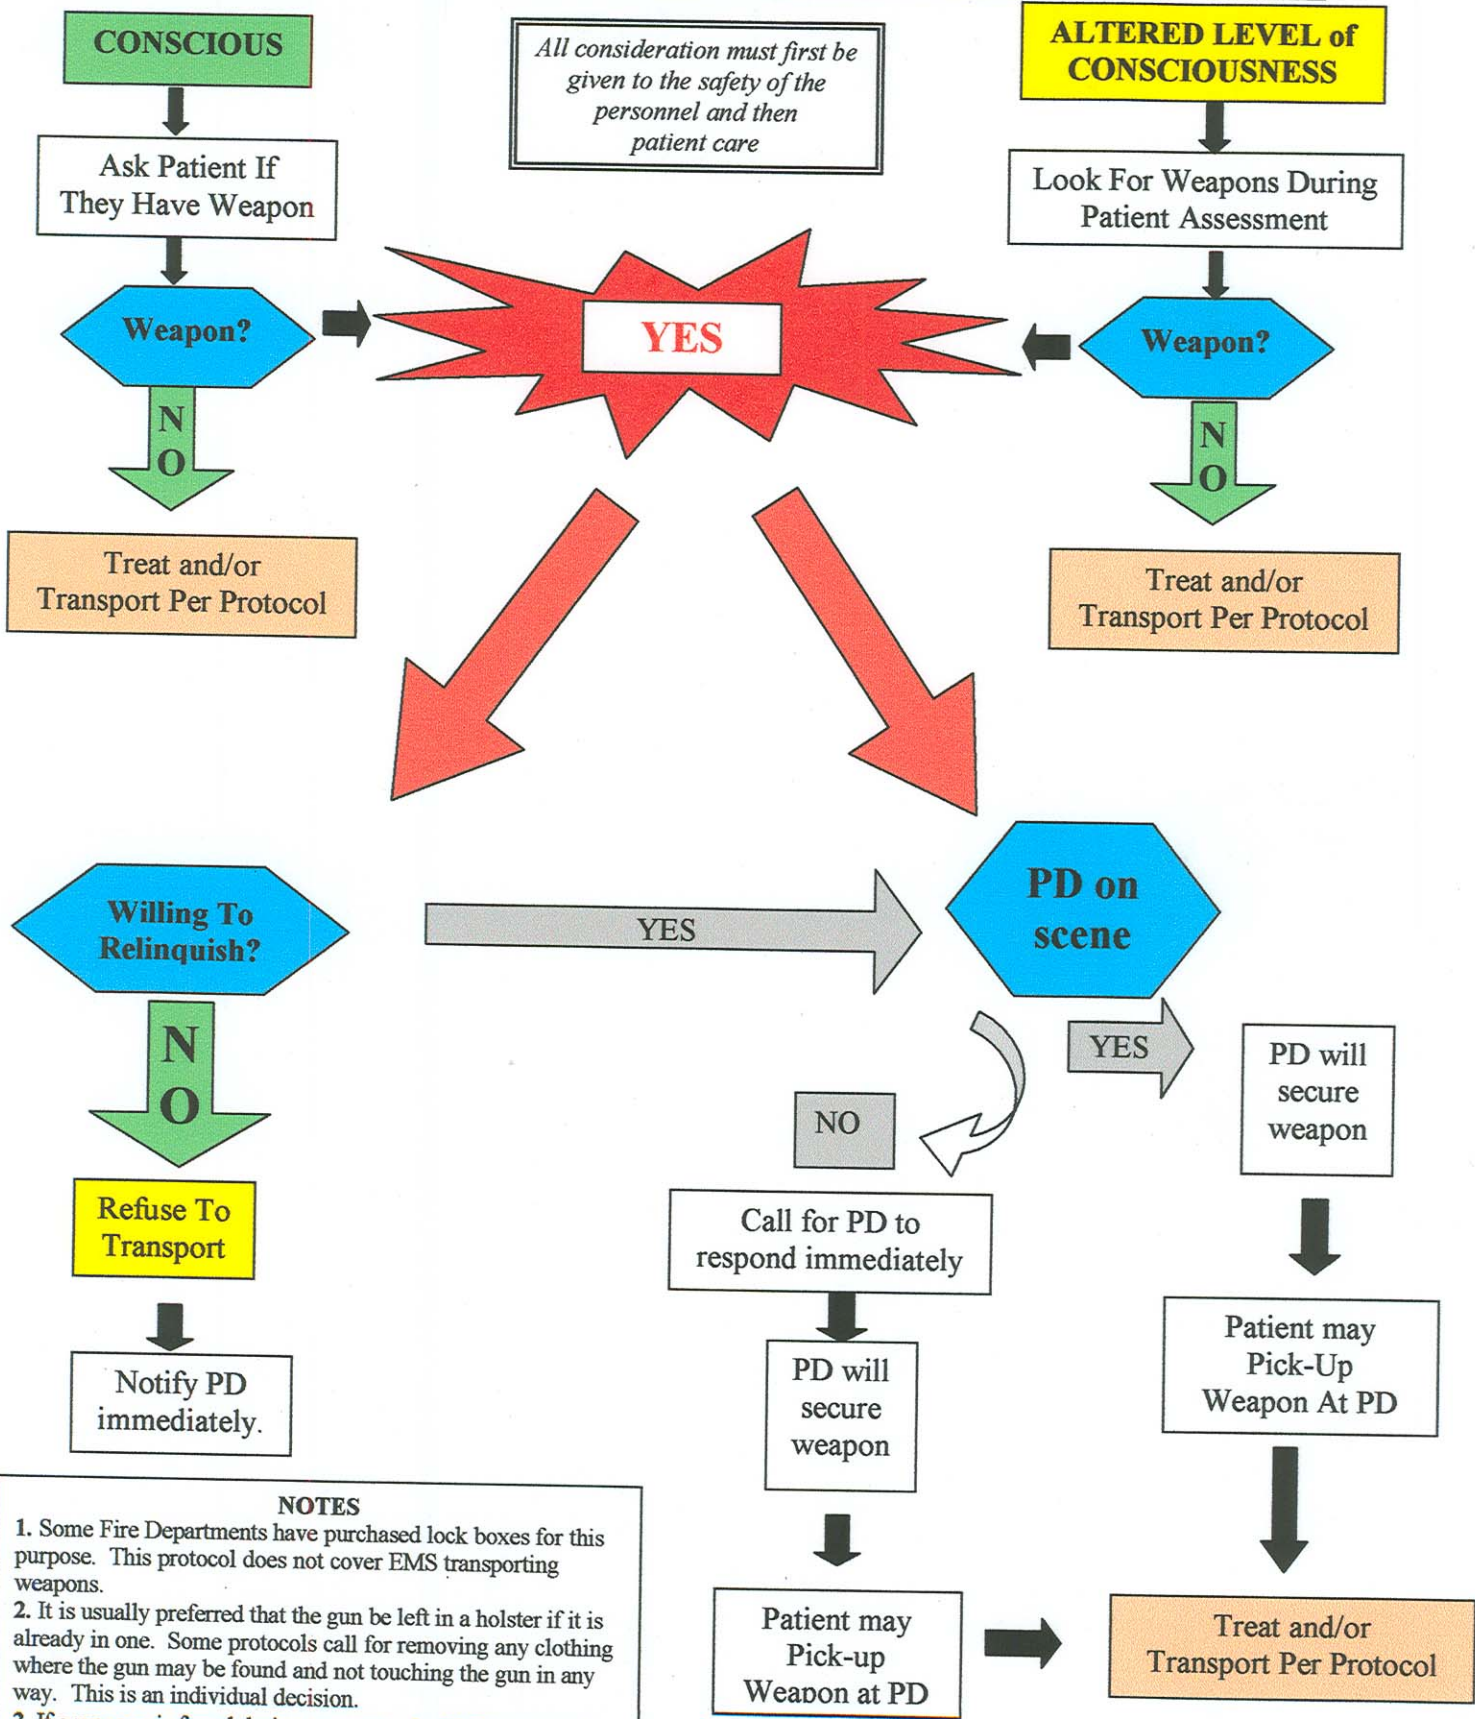 CONSCIOUS
All consideration must first be
given to the safety of the
personnel and then
patient care
ALTERED LEVEL of
CONSCIOUSNESS
Ask Patient If
They Have Weapon
Look For Weapons During
Patient Assessment
Weapon?
YES
Weapon?
N
O
N
O
Treat and/or
Transport Per Protocol
Treat and/or
Transport Per Protocol
Willing To
Relinquish?
YES
PD on
scene
N
O
YES
PD will
secure
weapon
NO
Refuse To
Transport
Call for PD to
respond immediately
Notify PD
immediately.
PD will
secure
weapon
Patient may
Pick-Up
Weapon At PD
Patient may
Pick-up
Weapon at PD
Treat and/or
Transport Per Protocol
NOTES
1. Some Fire Departments have purchased lock boxes for this
purpose. This protocol does not cover EMS transporting
weapons.
2. It is usually preferred that the gun be left in a holster if it is
already in one. Some protocols call for removing any clothing
where the gun may be found and not touching the gun in any
way. This is an individual decision.